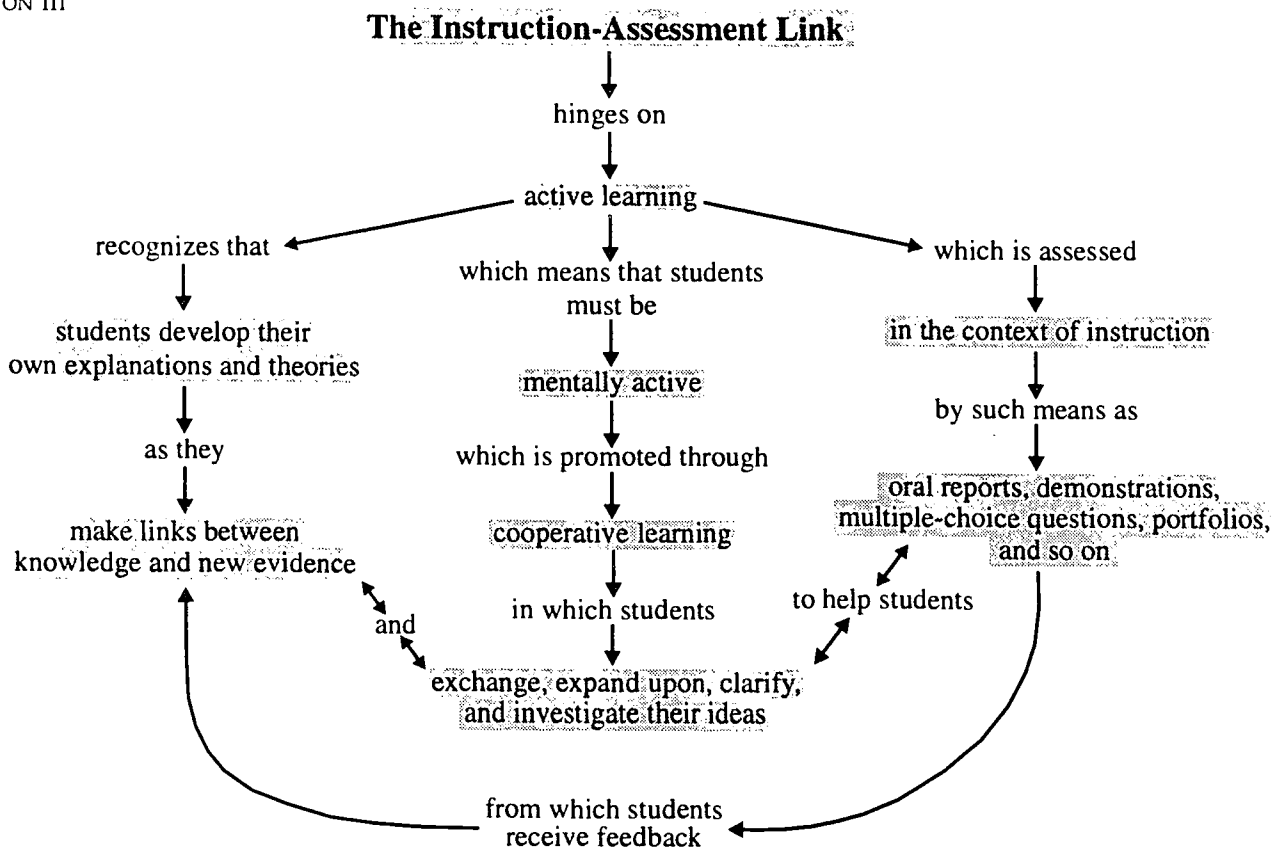 ON III
The Instruction-Assessment Link
hinges on
active learning
recognizes that
students develop their
own explanations and theories
as they
make links between
knowledge and new evidence
and
which means that students
must be
mentally active
which is promoted through
cooperative learning
in which students
exchange, expand upon, clarify,
and investigate their ideas
which is assessed
in the context of instruction
by such means as
oral reports, demonstrations,
multiple-choice questions, portfolios,
and so on
to help students
from which students
receive feedback